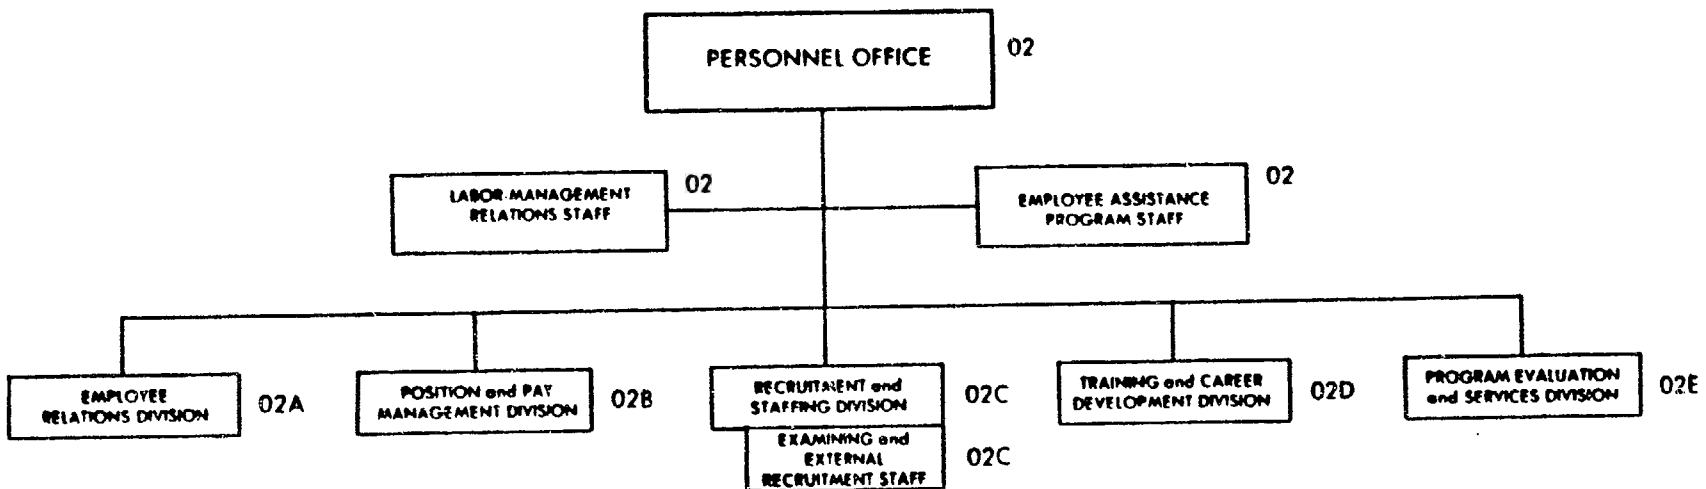 PERSONNEL OFFICE
02
LABOR-MANAGEMENT
RELATIONS STAFF
02
EMPLOYEE ASSISTANCE
PROGRAM STAFF
02
EMPLOYEE
RELATIONS DIVISION
02A
POSITION and PAY
MANAGEMENT DIVISION
02B
RECRUITMENT and
STAFFING DIVISION
02C
EXAMINING and
EXTERNAL
RECRUITMENT STAFF
02C
TRAINING and CAREER
DEVELOPMENT DIVISION
02D
PROGRAM EVALUATION
and SERVICES DIVISION
02E